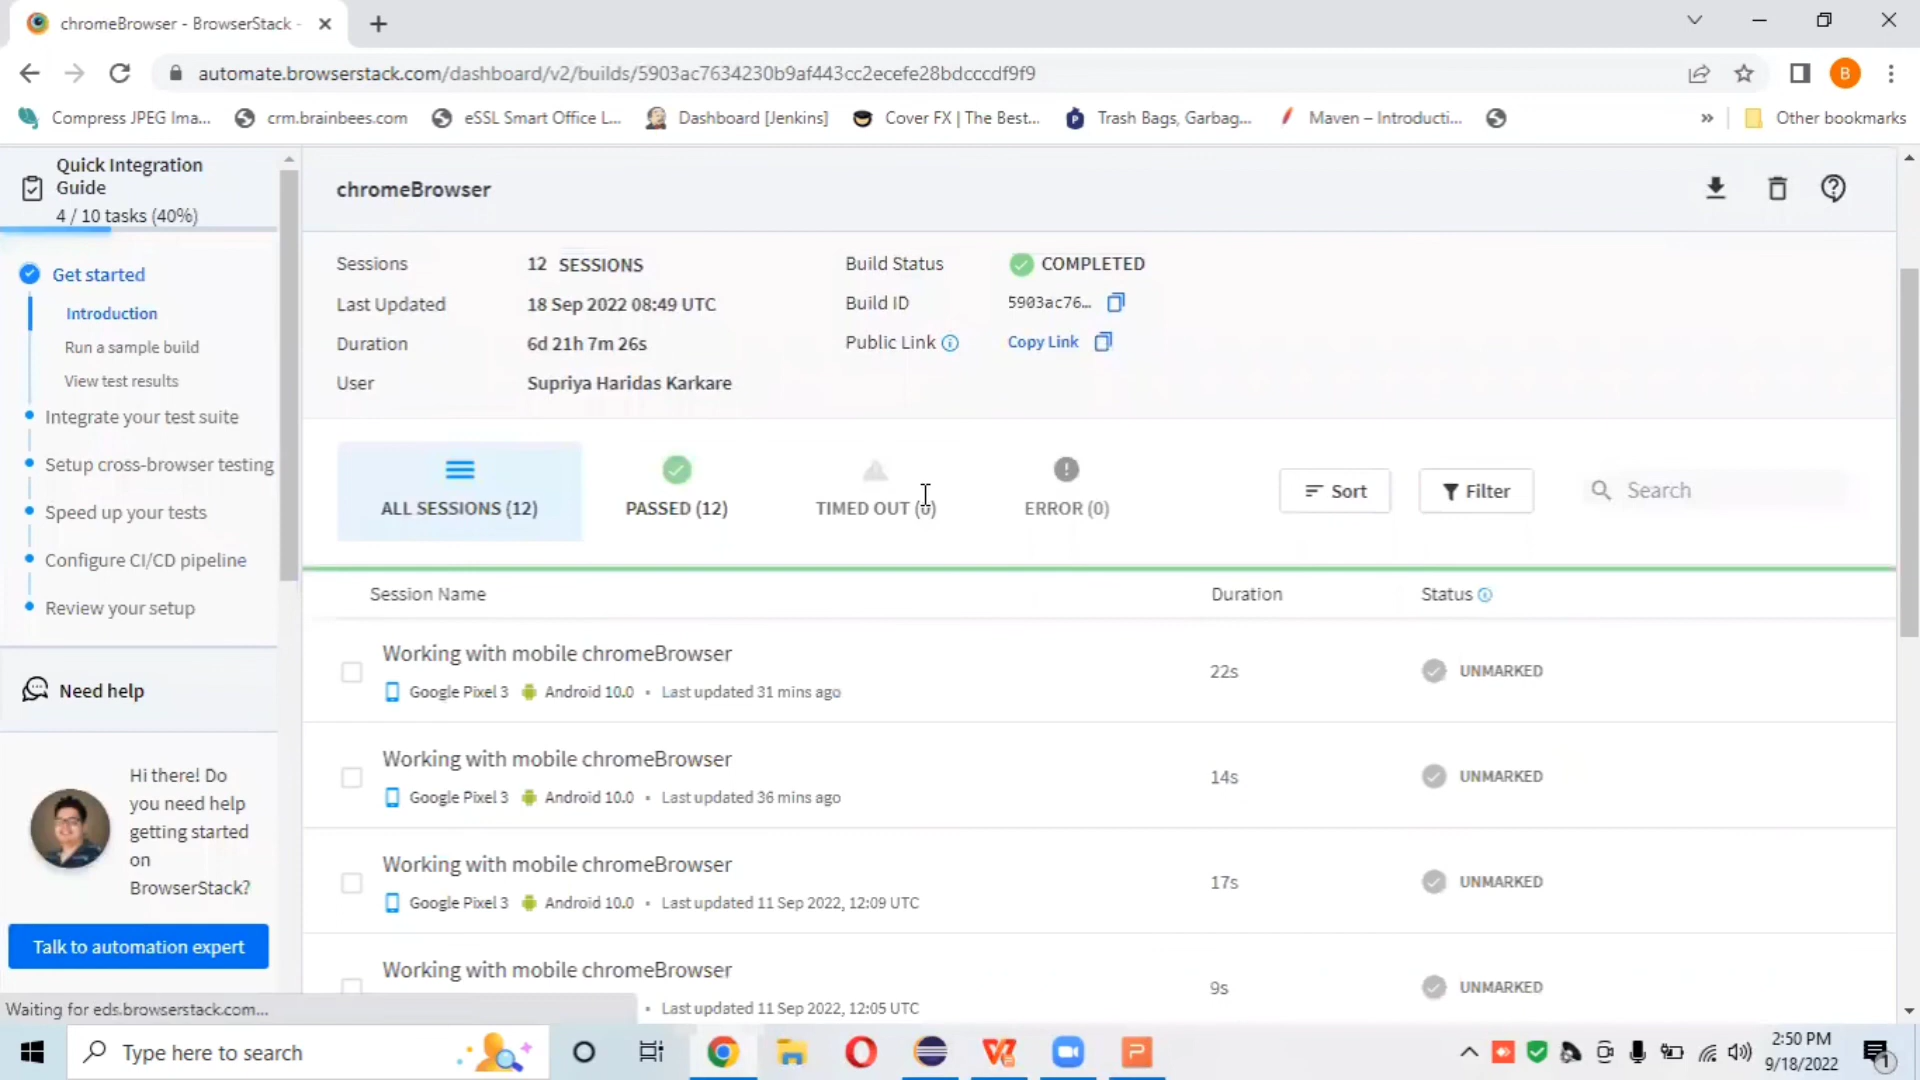 chromeBrowser - BrowserStack -
automate.browserstack.com/dashboard/v2/builds/5903ac7634230b9af443cc2ecefe28bdcccdf9f9
B
Compress JPEG Ima...
crm.brainbees.com
eSSL Smart Office L...
Dashboard [Jenkins]
Cover FX | The Best...
Trash Bags, Garbag...
Maven – Introducti...
»
Other bookmarks
Quick Integration
Guide
4 / 10 tasks (40%)
Get started
Introduction
Run a sample build
View test results
Integrate your test suite
Setup cross-browser testing
Speed up your tests
Configure CI/CD pipeline
Review your setup
Need help
Hi there! Do
you need help
getting started
on
BrowserStack?
Talk to automation expert
Waiting for eds.browserstack.com...
chromeBrowser
Sessions 12 SESSIONS
Last Updated 18 Sep 2022 08:49 UTC
Duration 6d 21h 7m 26s
User Supriya Haridas Karkare
Build Status COMPLETED
Build ID 5903ac76...
Public Link Copy Link
ALL SESSIONS (12)
PASSED (12)
TIMED OUT (0)
ERROR (0)
Sort
Filter
Search
Session Name Duration Status
Working with mobile chromeBrowser
Google Pixel 3 Android 10.0 • Last updated 31 mins ago
22s UNMARKED
Working with mobile chromeBrowser
Google Pixel 3 Android 10.0 • Last updated 36 mins ago
14s UNMARKED
Working with mobile chromeBrowser
Google Pixel 3 Android 10.0 • Last updated 11 Sep 2022, 12:09 UTC
17s UNMARKED
Working with mobile chromeBrowser
• Last updated 11 Sep 2022, 12:05 UTC
9s UNMARKED
Type here to search
2:50 PM
9/18/2022
1